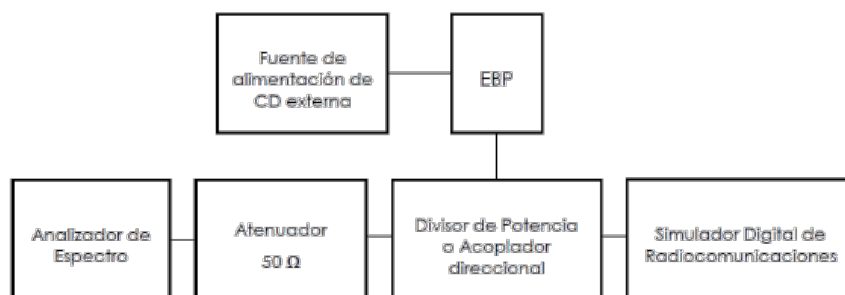 Fuente de
alimentación de
CD externa
EBP
Analizador de
Espectro
Atenuador
50 Ω
Divisor de Potencia
o Acoplador
direccional
Simulador Digital de
Radiocomunicaciones